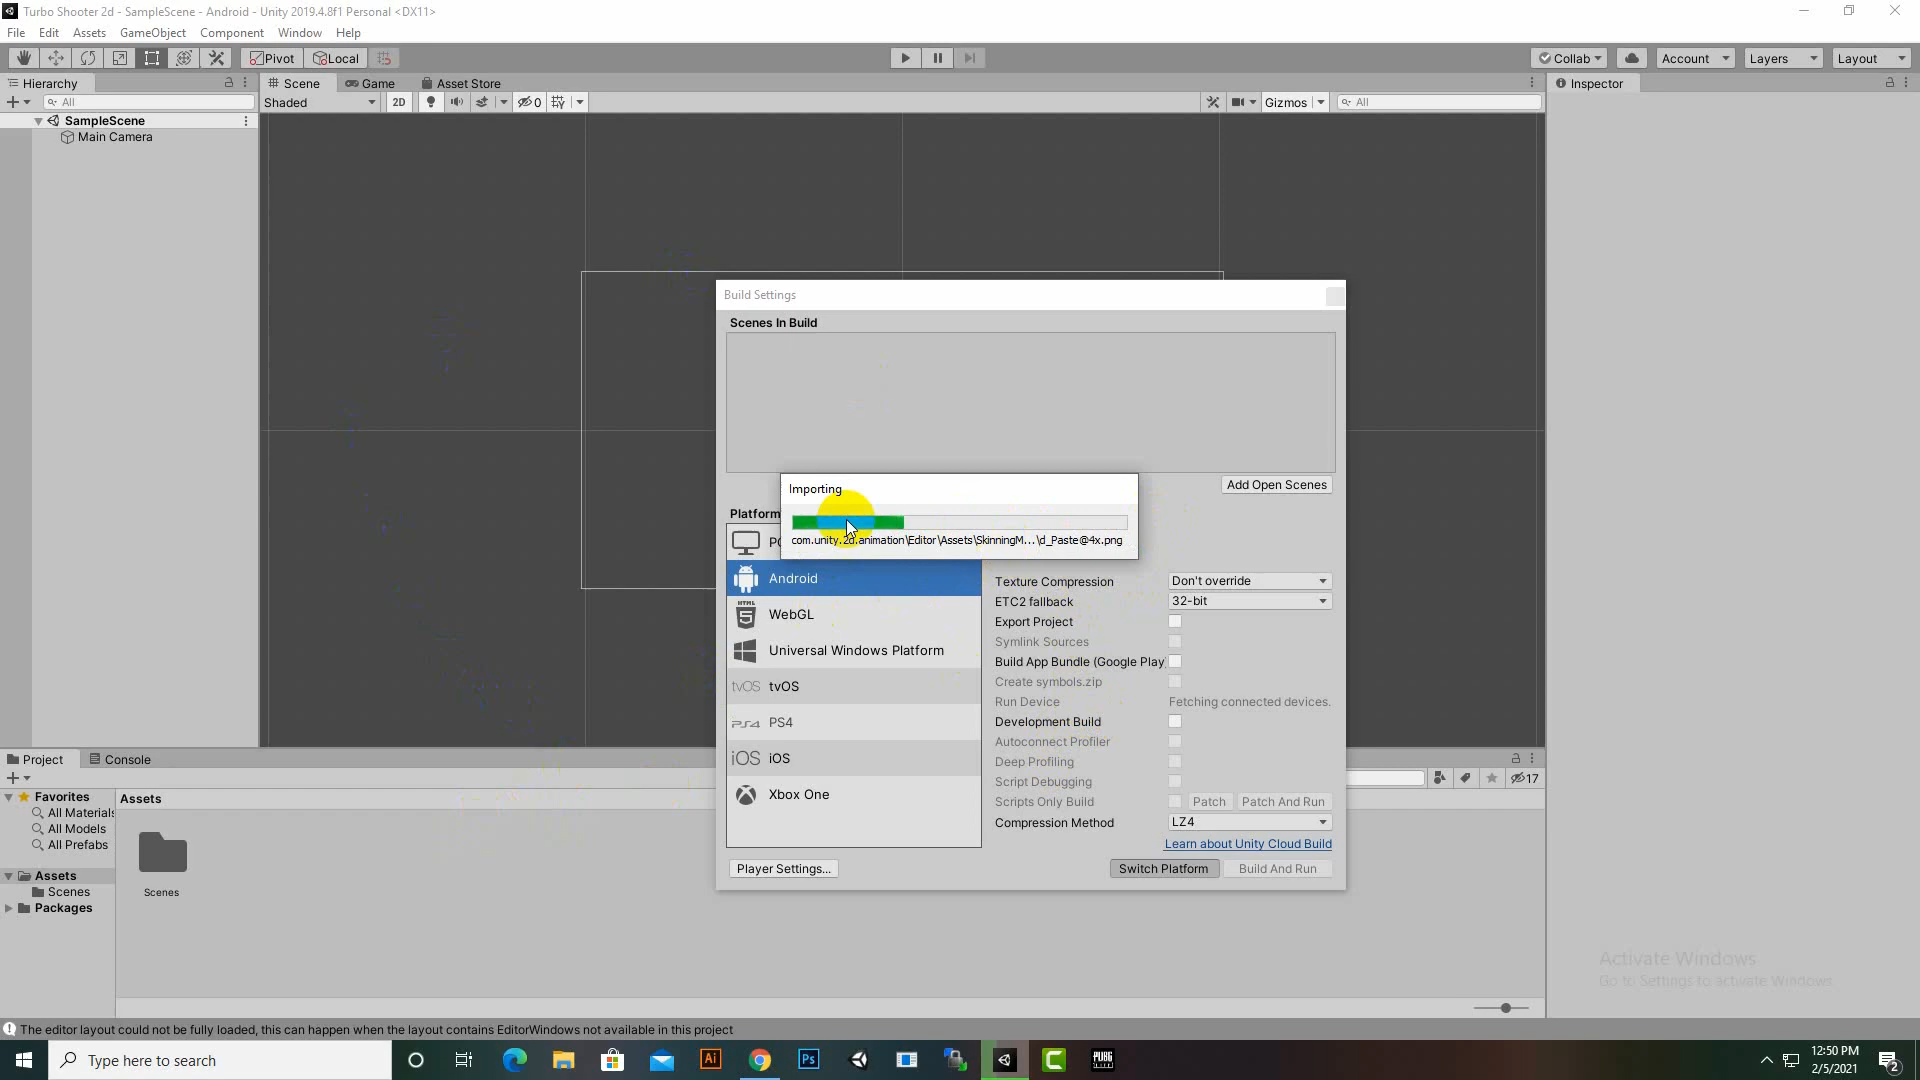 Turbo Shooter 2d - SampleScene - Android - Unity 2019.4.8f1 Personal <DX11>
File Edit Assets GameObject Component Window Help
Pivot Local Collab Account Layers Layout
Hierarchy Scene Game Asset Store Inspector
All Shaded 2D 0 Gizmos All
SampleScene
Main Camera
Build Settings
Scenes In Build
Add Open Scenes
Importing
com.unity.2d.animation\Editor\Assets\SkinningM...\d_Paste@4x.png
Platform
Android
WebGL
Universal Windows Platform
tvOS tvOS
PS4 PS4
iOS iOS
Xbox One
Texture Compression Don't override
ETC2 fallback 32-bit
Export Project
Symlink Sources
Build App Bundle (Google Play
Create symbols.zip
Run Device Fetching connected devices.
Development Build
Autoconnect Profiler
Deep Profiling
Script Debugging
Scripts Only Build Patch Patch And Run
Compression Method LZ4
Learn about Unity Cloud Build
Player Settings... Switch Platform Build And Run
Project Console
17
Favorites
All Materials
All Models
All Prefabs
Assets
Scenes
Packages
Assets
Scenes
Activate Windows
Go to Settings to activate Windows.
The editor layout could not be fully loaded, this can happen when the layout contains EditorWindows not available in this project
Type here to search
Ai
Ps
PUBG
12:50 PM
2/5/2021
2